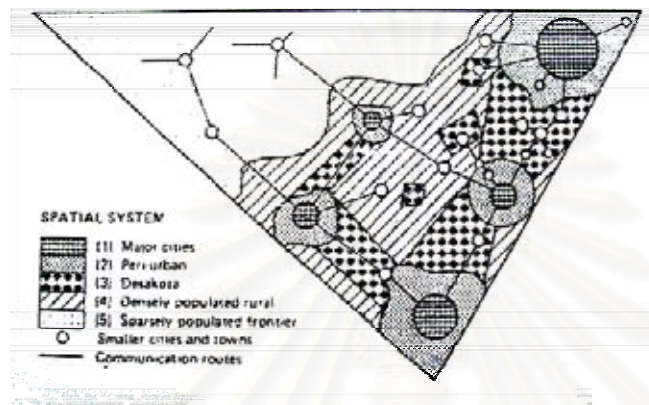 SPATIAL SYSTEM
(1) Major cities
(2) Peri-urban
(3) Desakota
(4) Densely populated rural
(5) Sparsely populated frontier
Smaller cities and towns
Communication routes